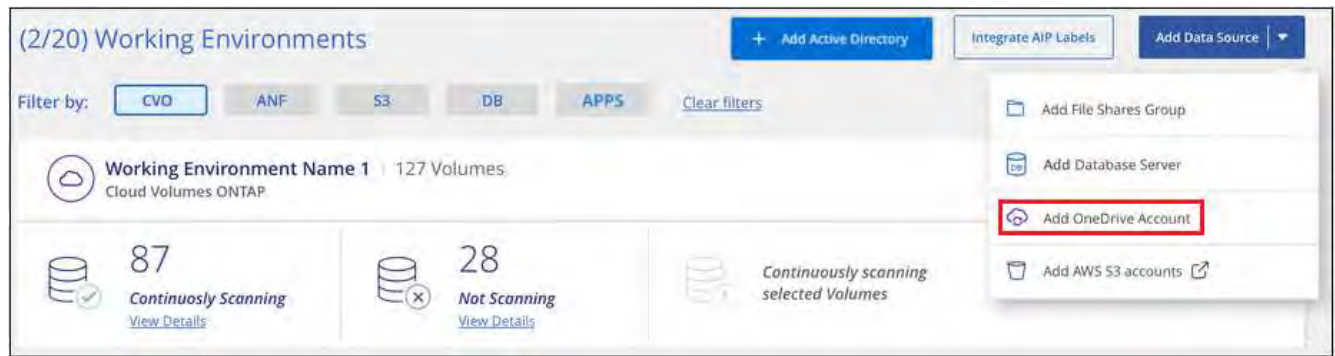 (2/20) Working Environments
+ Add Active Directory
Integrate AIP Labels
Add Data Source
Filter by: CVO ANF S3 DB APPS Clear filters
Add File Shares Group
Working Environment Name 1 | 127 Volumes
Cloud Volumes ONTAP
DB Add Database Server
Add OneDrive Account
87
Continuosly Scanning
View Details
28
Not Scanning
View Details
Continuously scanning
selected Volumes
Add AWS S3 accounts